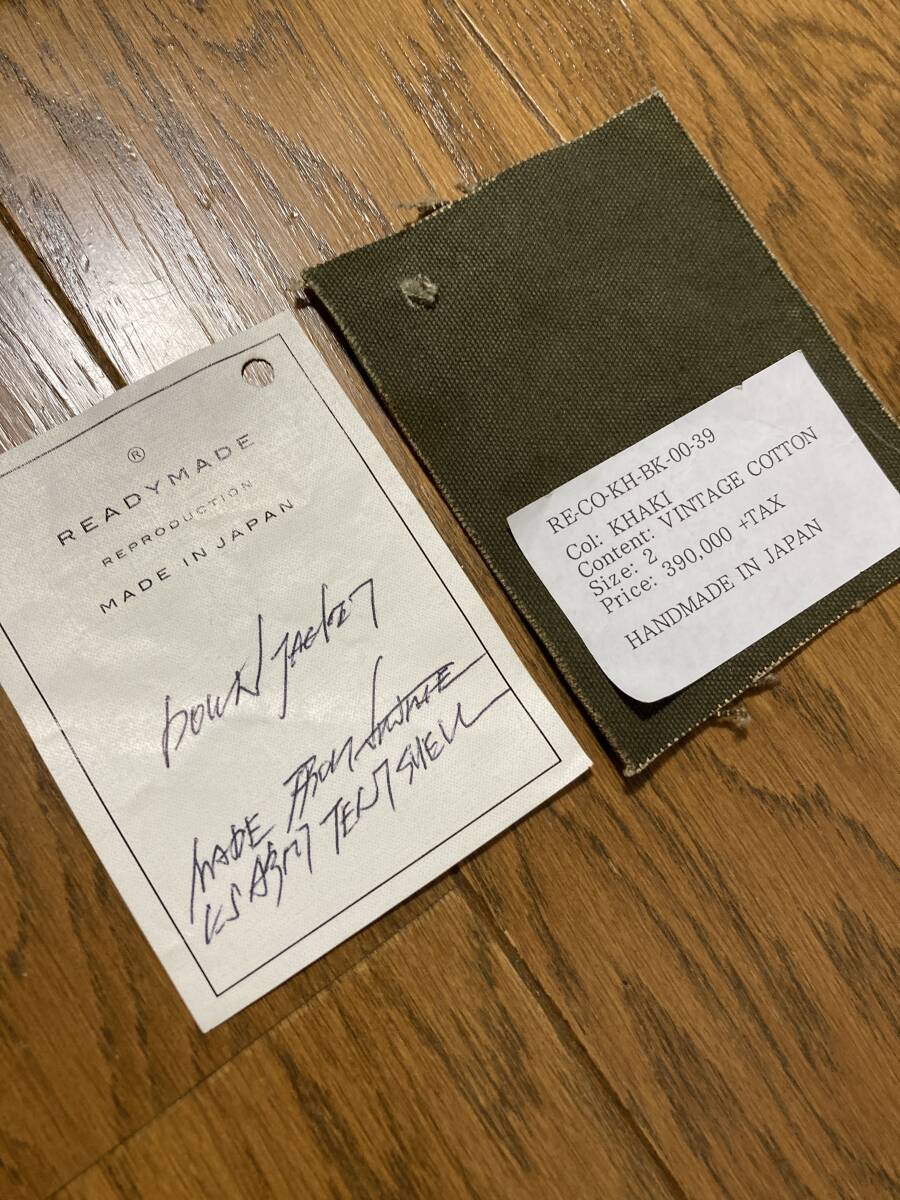 ®
READYMADE
REPRODUCTION
MADE IN JAPAN
DOWN JACKET
MADE FROM
US ARMY TENT SHELL
RE-CO-KH-BK-00-39
Col: KHAKI
Content: VINTAGE COTTON
Size: 2
Price: 390,000 +TAX
HANDMADE IN JAPAN